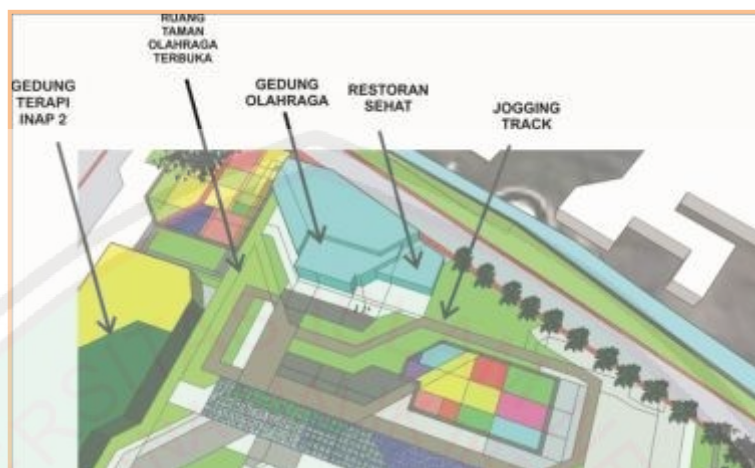 RUANG
TAMAN
OLAHRAGA
TERBUKA
GEDUNG
TERAPI
INAP 2
GEDUNG
OLAHRAGA
RESTORAN
SEHAT
JOGGING
TRACK